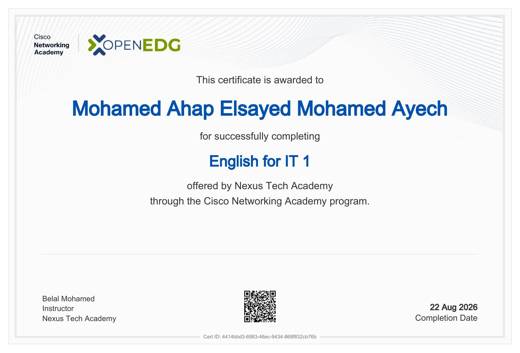 Cisco
Networking
Academy
OPENEDG
This certificate is awarded to
Mohamed Ahap Elsayed Mohamed Ayech
for successfully completing
English for IT 1
offered by Nexus Tech Academy
through the Cisco Networking Academy program.
Belal Mohamed
Instructor
Nexus Tech Academy
22 Aug 2026
Completion Date
Cert ID: